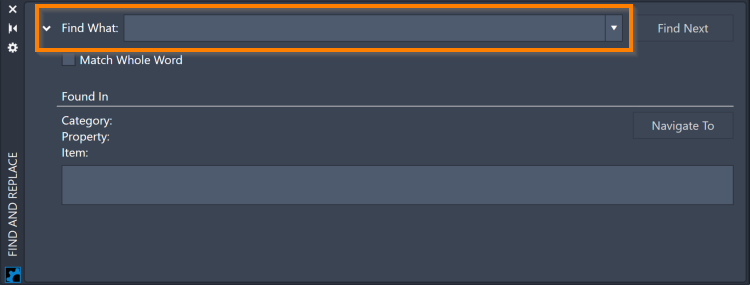 Find What:
Find Next
Match Whole Word
Found In
Category:
Navigate To
Property:
Item:
FIND AND REPLACE